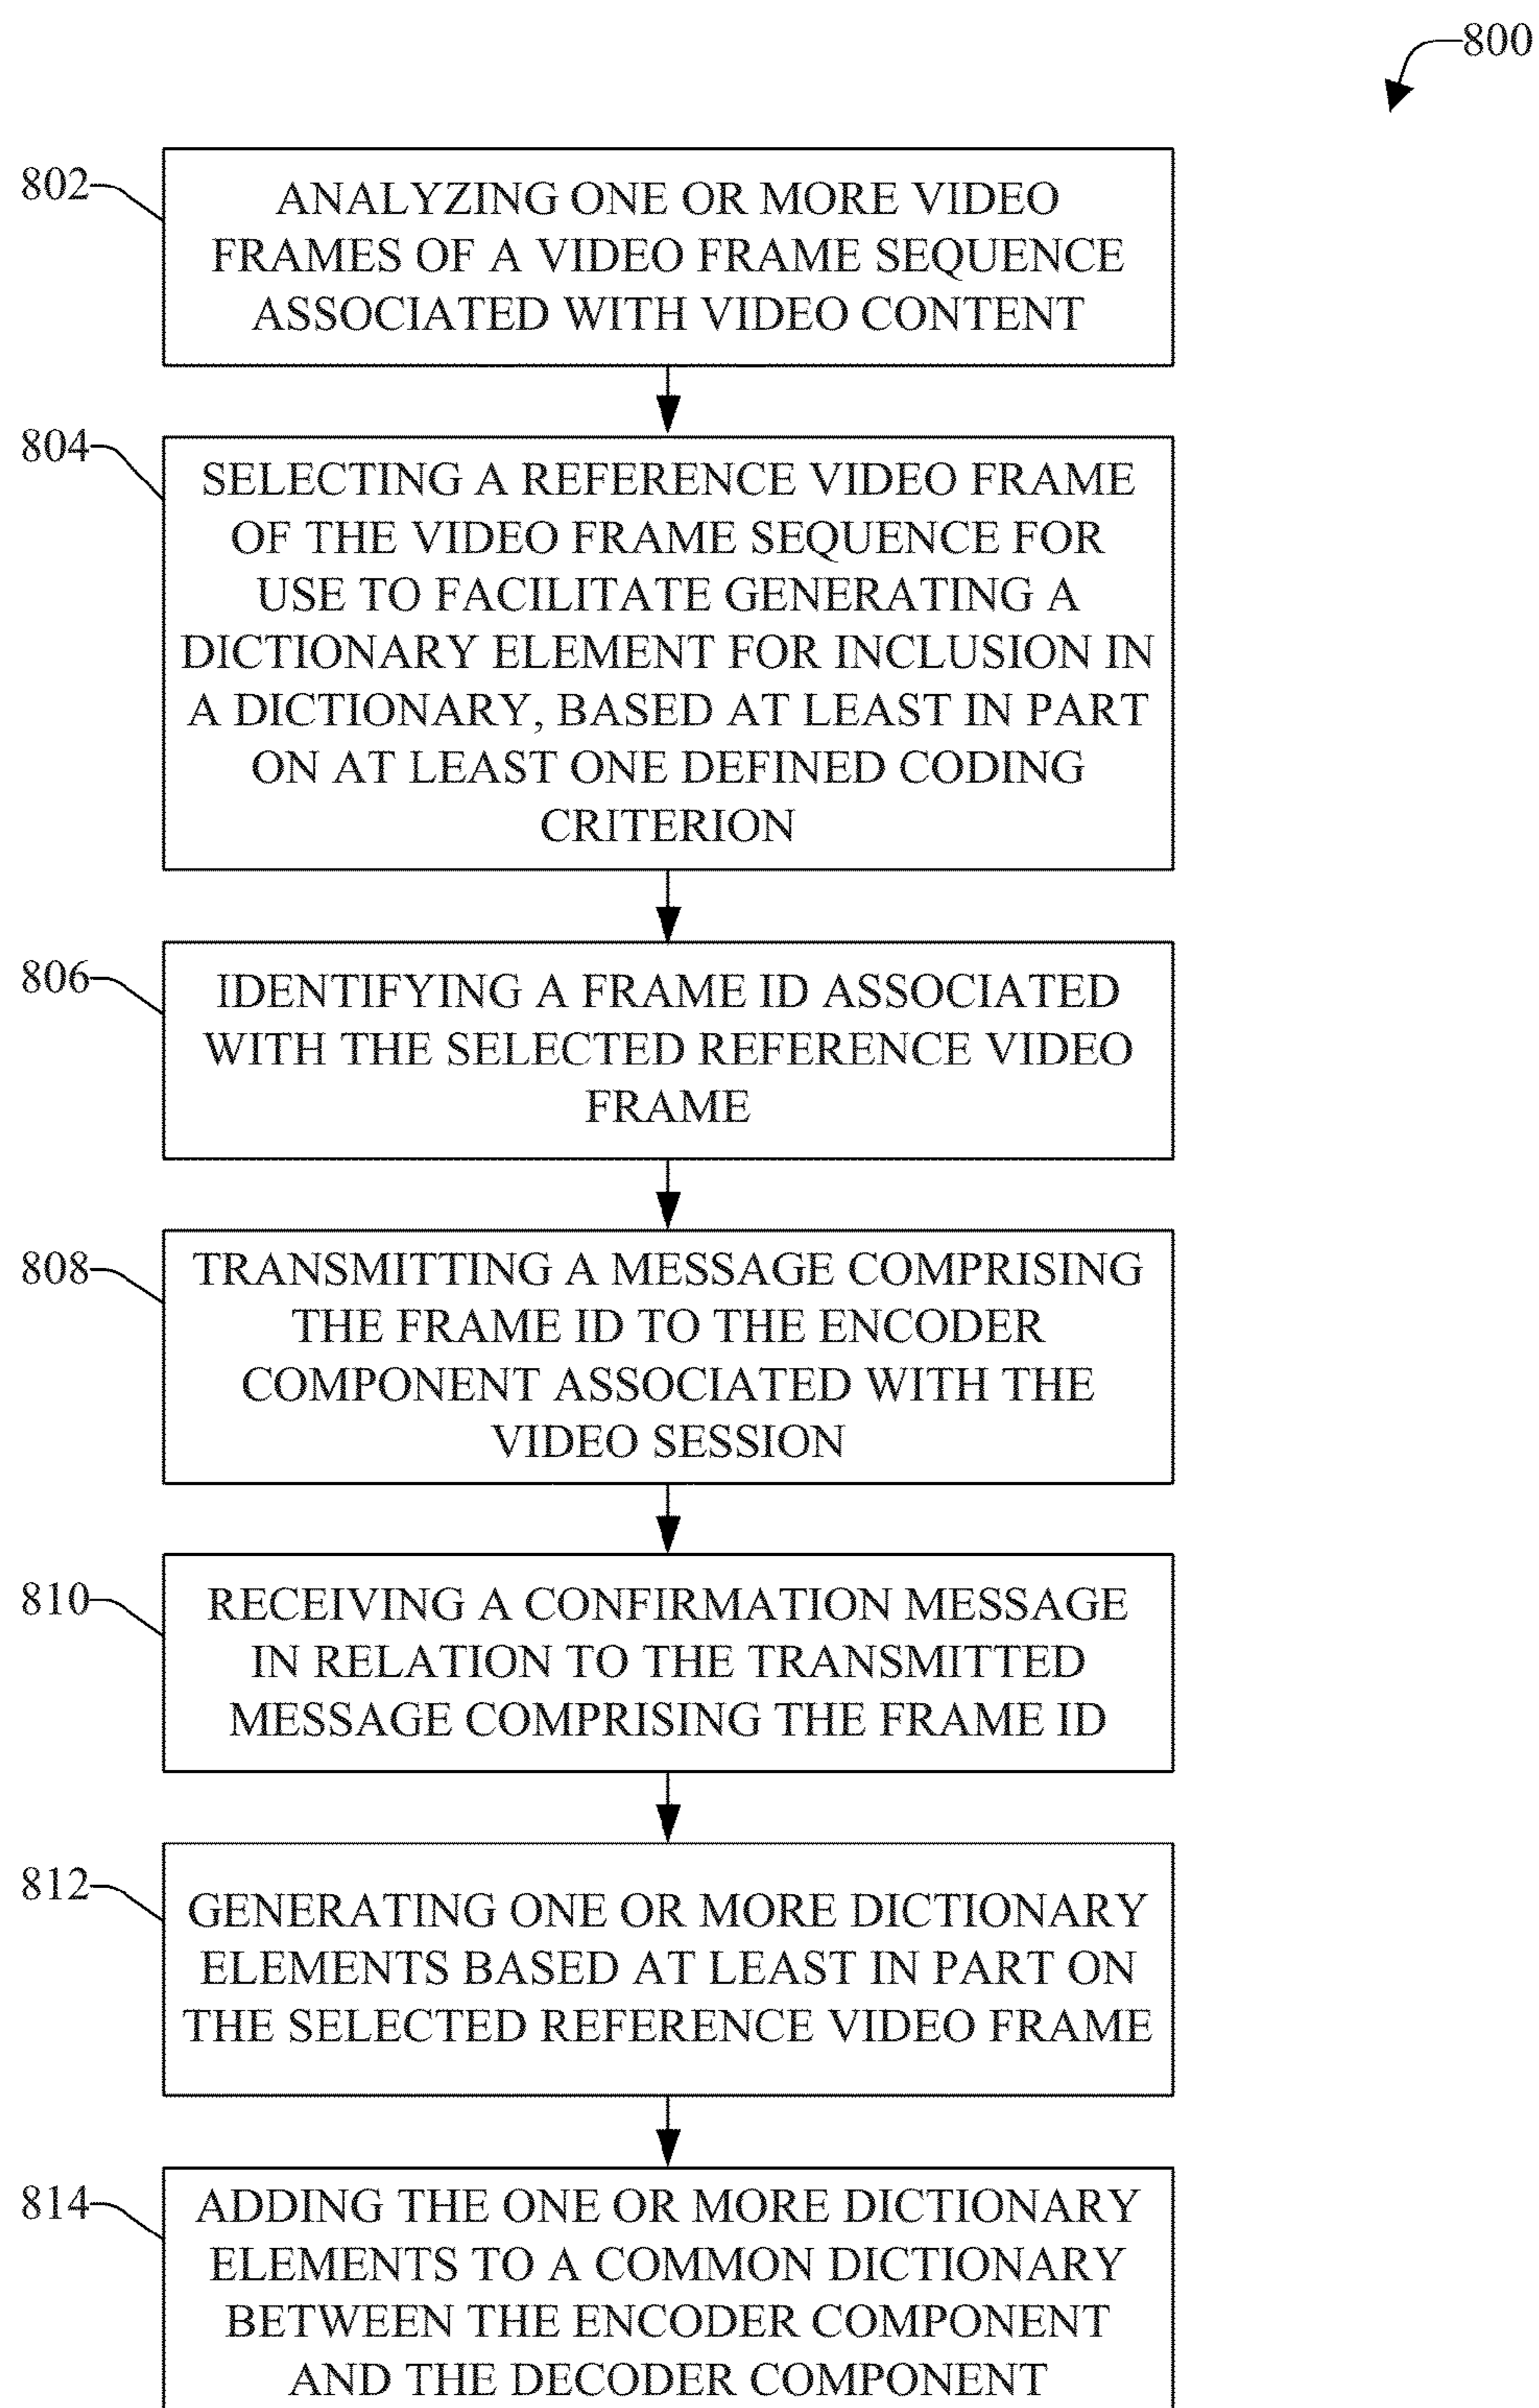 800
802
ANALYZING ONE OR MORE VIDEO
FRAMES OF A VIDEO FRAME SEQUENCE
ASSOCIATED WITH VIDEO CONTENT
804
SELECTING A REFERENCE VIDEO FRAME
OF THE VIDEO FRAME SEQUENCE FOR
USE TO FACILITATE GENERATING A
DICTIONARY ELEMENT FOR INCLUSION IN
A DICTIONARY, BASED AT LEAST IN PART
ON AT LEAST ONE DEFINED CODING
CRITERION
806
IDENTIFYING A FRAME ID ASSOCIATED
WITH THE SELECTED REFERENCE VIDEO
FRAME
808
TRANSMITTING A MESSAGE COMPRISING
THE FRAME ID TO THE ENCODER
COMPONENT ASSOCIATED WITH THE
VIDEO SESSION
810
RECEIVING A CONFIRMATION MESSAGE
IN RELATION TO THE TRANSMITTED
MESSAGE COMPRISING THE FRAME ID
812
GENERATING ONE OR MORE DICTIONARY
ELEMENTS BASED AT LEAST IN PART ON
THE SELECTED REFERENCE VIDEO FRAME
814
ADDING THE ONE OR MORE DICTIONARY
ELEMENTS TO A COMMON DICTIONARY
BETWEEN THE ENCODER COMPONENT
AND THE DECODER COMPONENT